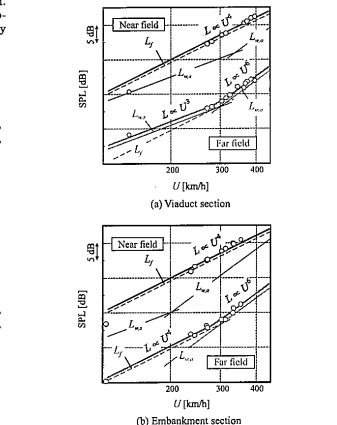 t.
o-
y
Near field
L ∝ U⁴
5 dB
L_f
L_w,a
L_w,s
SPL [dB]
L ∝ U⁶
L ∝ U³
L_w,s
L_w,a
L_f
Far field
200 300 400
U [km/h]
(a) Viaduct section
Near field
L ∝ U⁴
5 dB
L_f
L_w,a
SPL [dB]
L_w,s
L ∝ U⁶
L ∝ U⁴
L_f
L_w,a
Far field
200 300 400
U [km/h]
(b) Embankment section